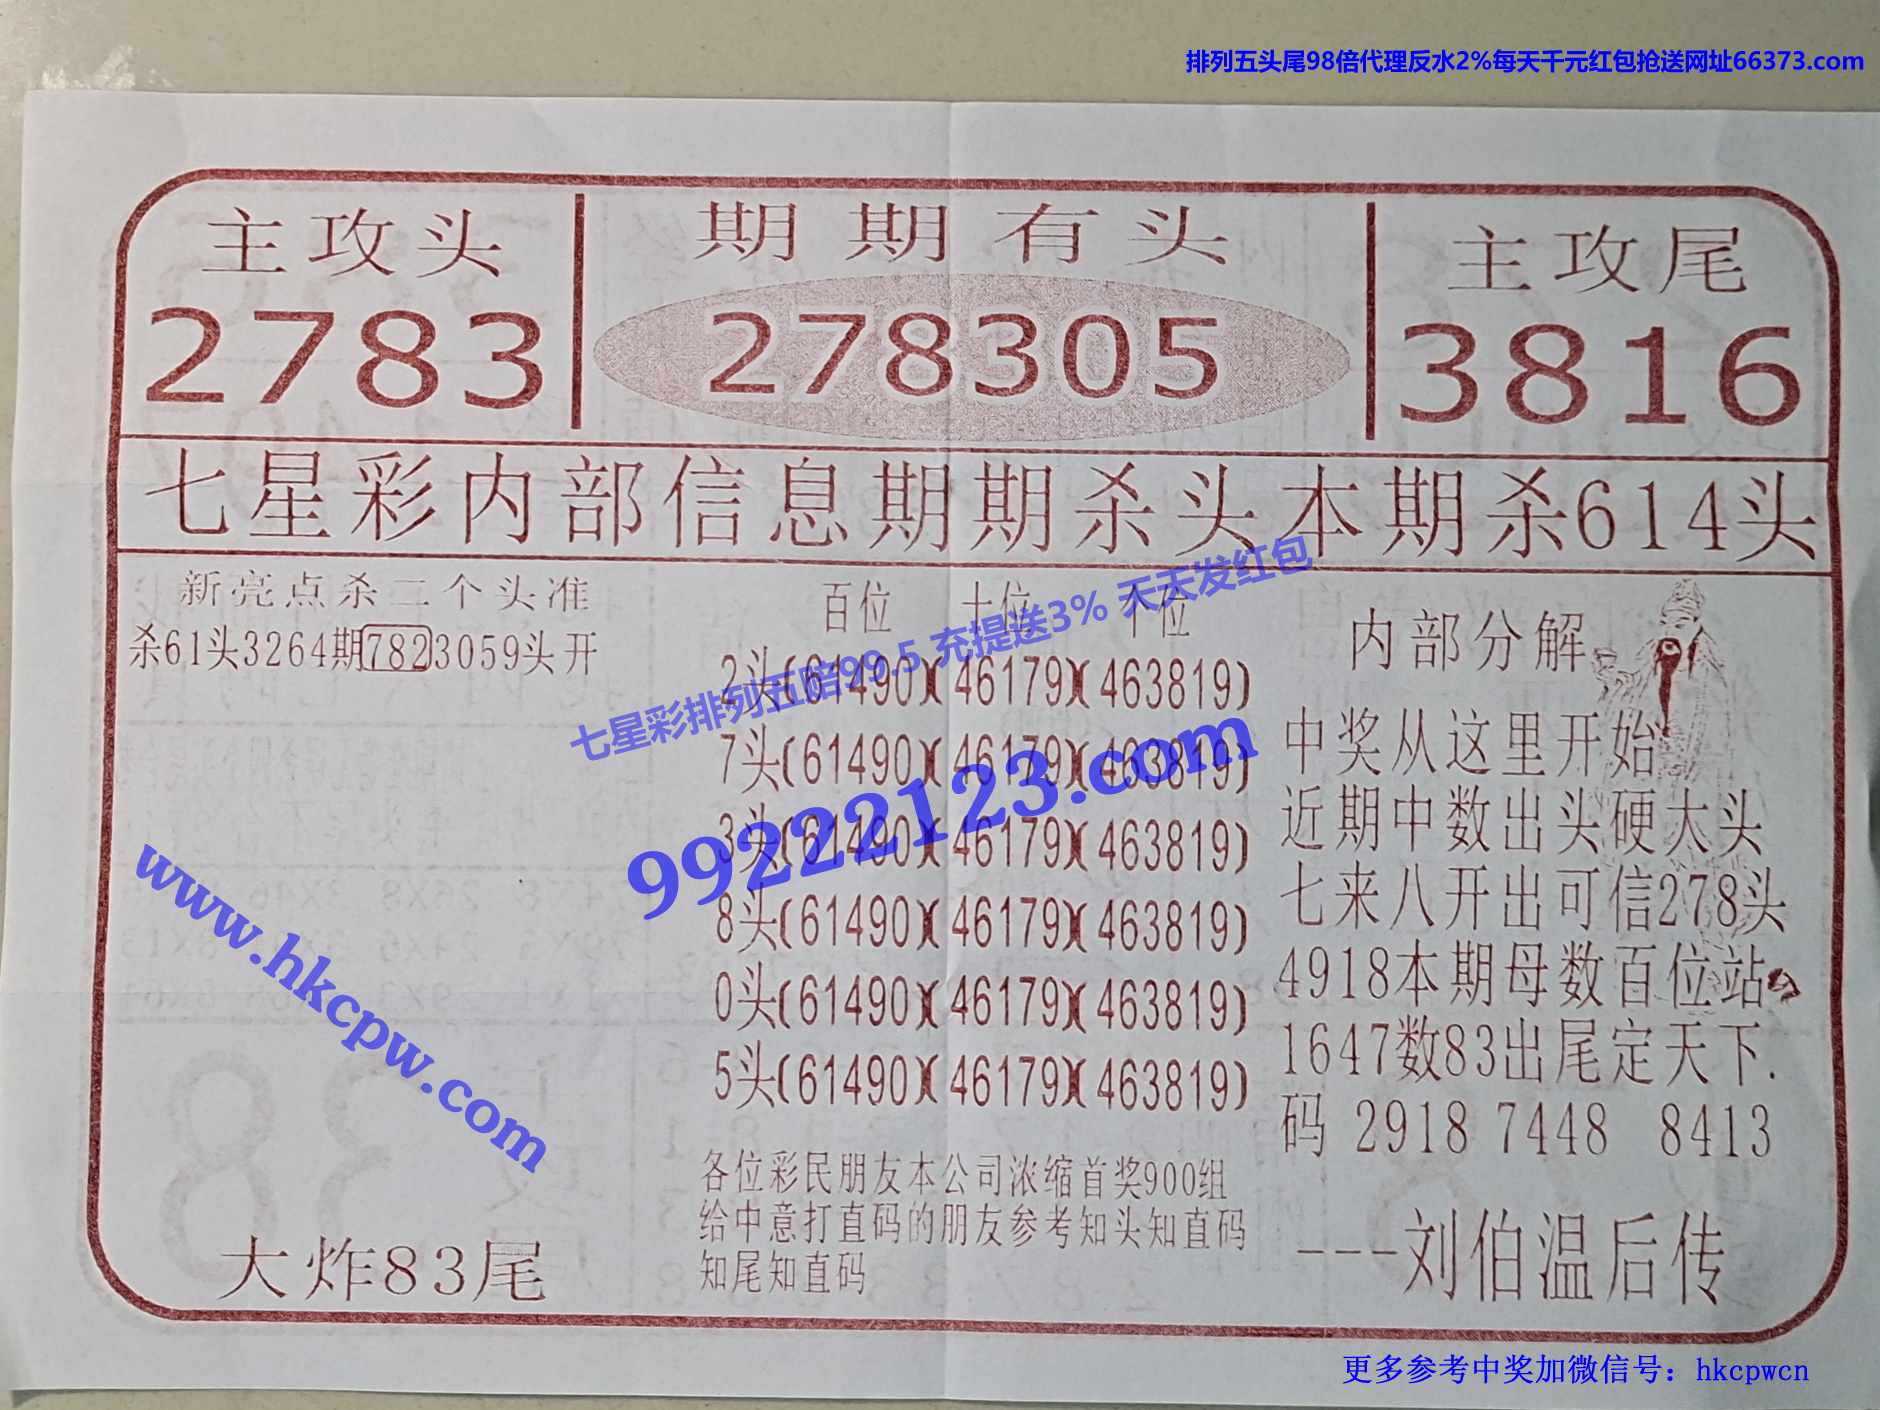 排列五头尾98倍代理反水2%每天千元红包抢送网址66373.com
主攻头
2783
期期有头
278305
主攻尾
3816
七星彩内部信息期期杀头本期杀614头
新亮点杀二个头准
杀61头3264期7823059头开
百位 十位 个位
2头(61490)(46179)(463819)
7头(61490)(46179)(463819)
3头(61490)(46179)(463819)
8头(61490)(46179)(463819)
0头(61490)(46179)(463819)
5头(61490)(46179)(463819)
七星彩排列五赔99.5 充提送3% 天天发红包
99222123.com
www.hkcpw.com
内部分解
中奖从这里开始
近期中数出头硬太头
七来八开出可信278头
4918本期母数百位站
1647数83出尾定天下.
码 2918 7448 8413
---刘伯温后传
各位彩民朋友本公司浓缩首奖900组
给中意打直码的朋友参考知头知直码
知尾知直码
大炸83尾
更多参考中奖加微信号：hkcpwcn